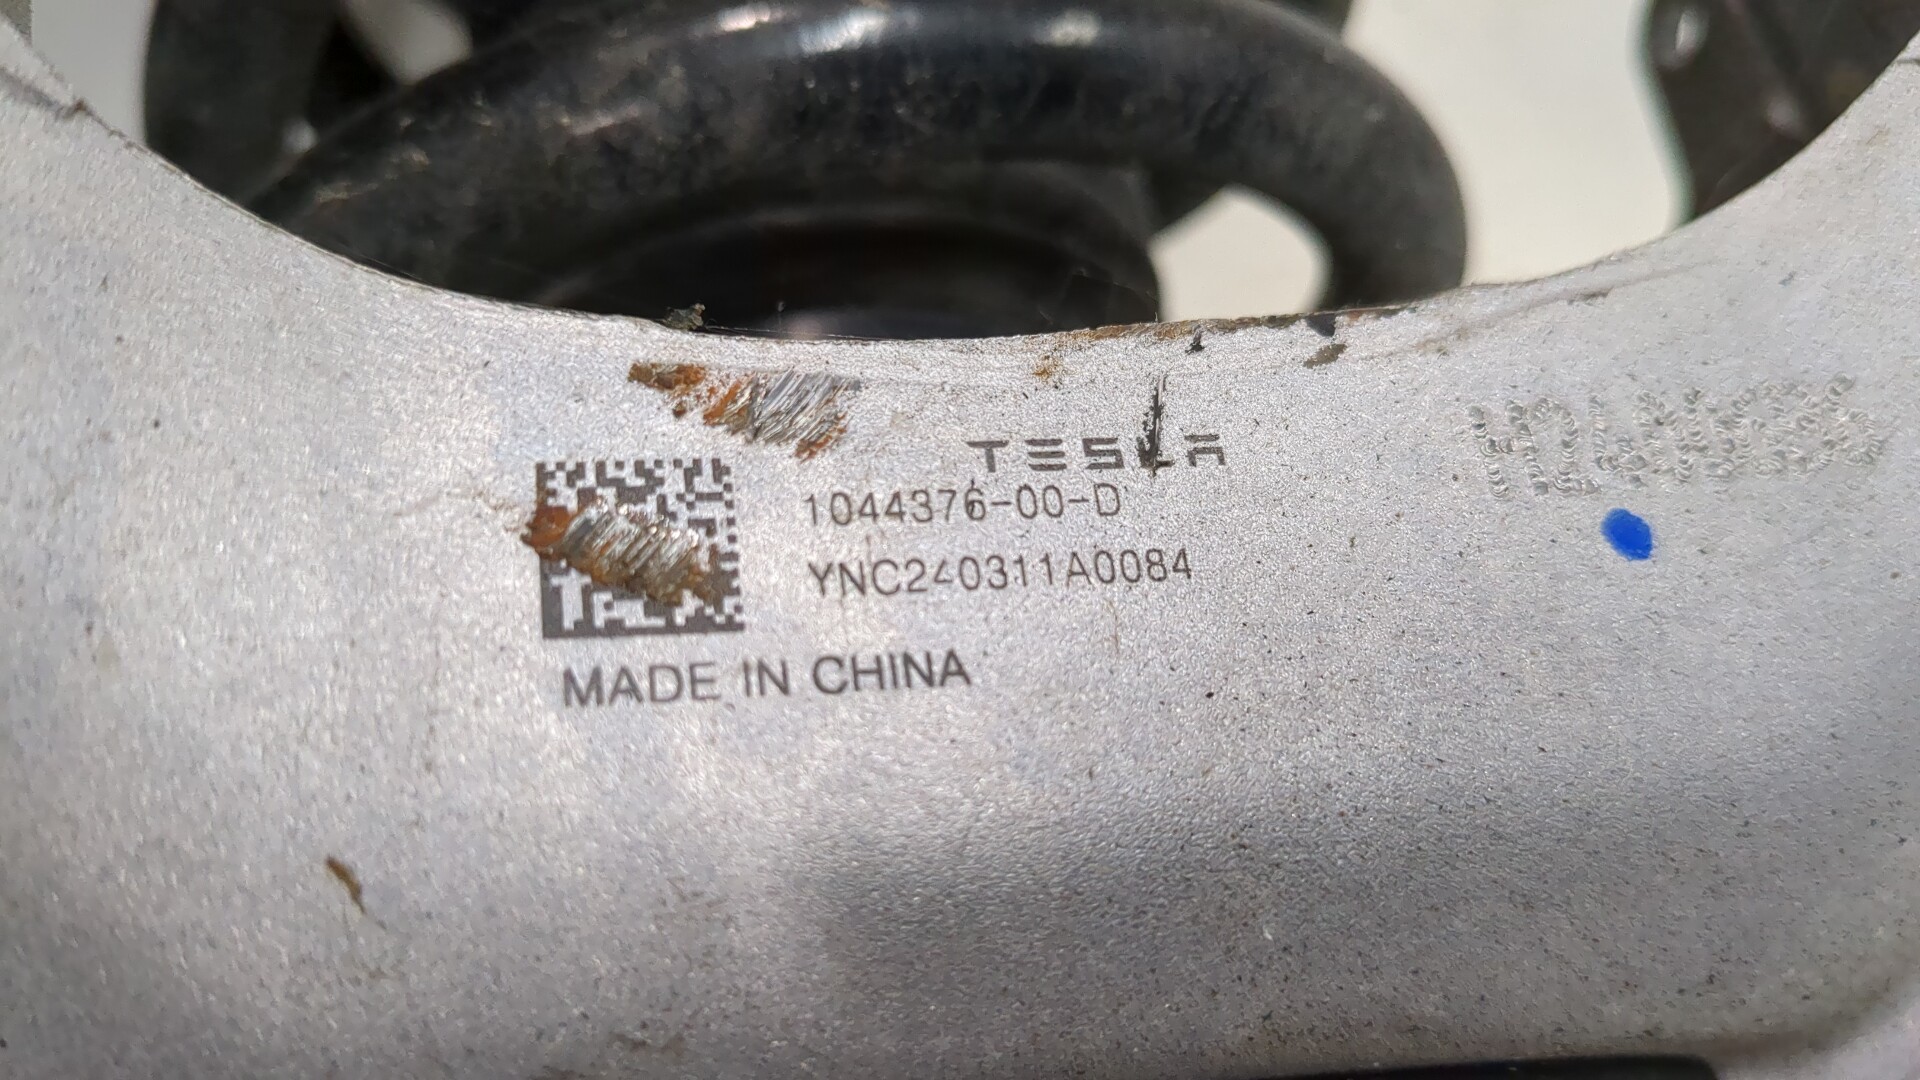 TESLA
1044376-00-D
YNC240311A0084
MADE IN CHINA